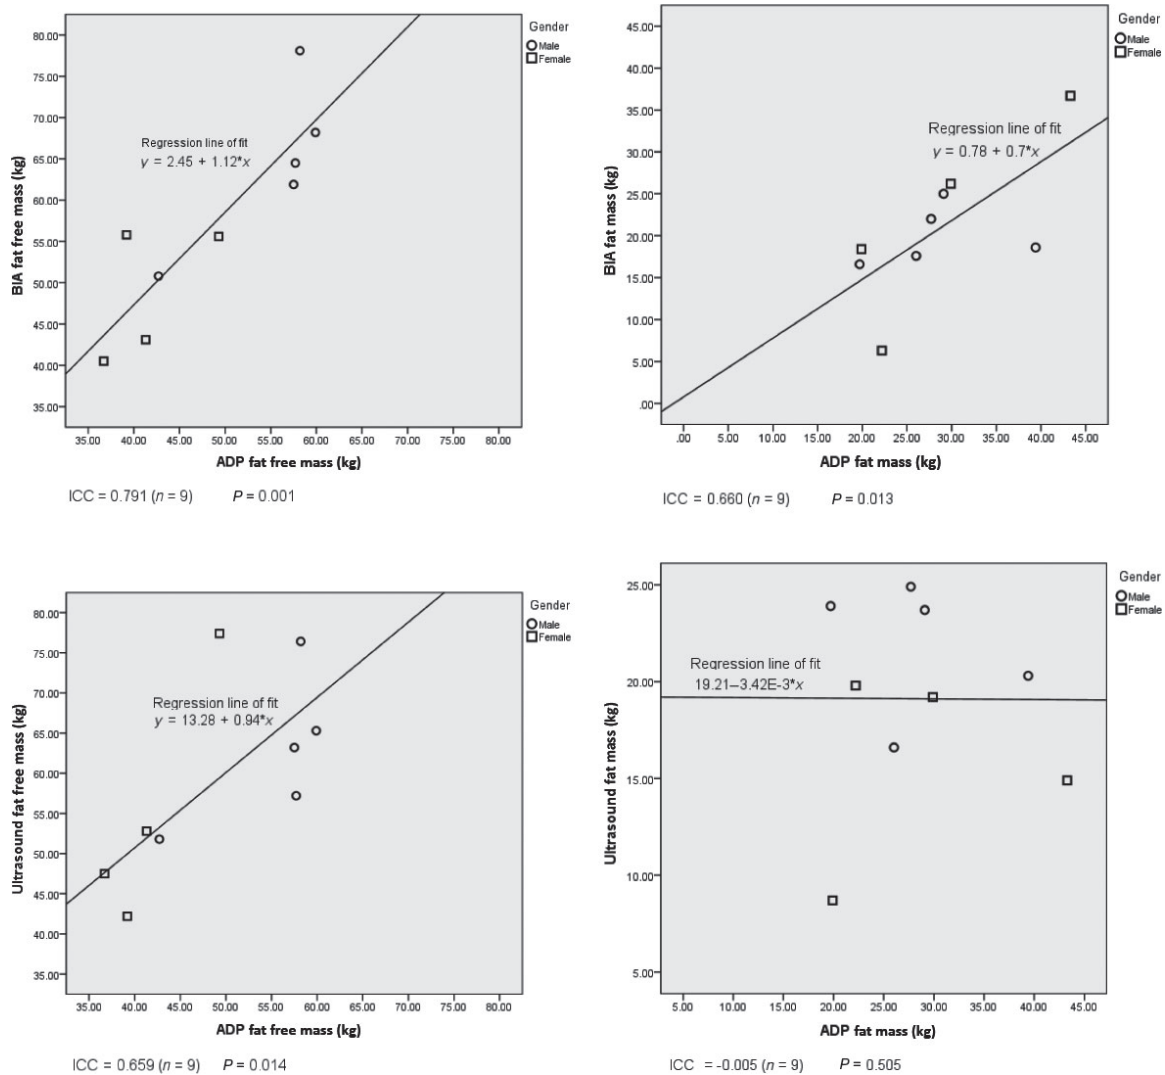 Gender
Male
Female
80.00
75.00
70.00
65.00
60.00
55.00
50.00
45.00
40.00
35.00
BIA fat free mass (kg)
Regression line of fit
y = 2.45 + 1.12*x
35.00 40.00 45.00 50.00 55.00 60.00 65.00 70.00 75.00 80.00
ADP fat free mass (kg)
ICC = 0.791 (n = 9) P = 0.001
Gender
Male
Female
45.00
40.00
35.00
30.00
25.00
20.00
15.00
10.00
5.00
.00
BIA fat mass (kg)
Regression line of fit
y = 0.78 + 0.7*x
.00 5.00 10.00 15.00 20.00 25.00 30.00 35.00 40.00 45.00
ADP fat mass (kg)
ICC = 0.660 (n = 9) P = 0.013
Gender
Male
Female
80.00
75.00
70.00
65.00
60.00
55.00
50.00
45.00
40.00
35.00
Ultrasound fat free mass (kg)
Regression line of fit
y = 13.28 + 0.94*x
35.00 40.00 45.00 50.00 55.00 60.00 65.00 70.00 75.00 80.00
ADP fat free mass (kg)
ICC = 0.659 (n = 9) P = 0.014
Gender
Male
Female
25.00
20.00
15.00
10.00
5.00
Ultrasound fat mass (kg)
Regression line of fit
19.21–3.42E-3*x
5.00 10.00 15.00 20.00 25.00 30.00 35.00 40.00 45.00
ADP fat mass (kg)
ICC = -0.005 (n = 9) P = 0.505